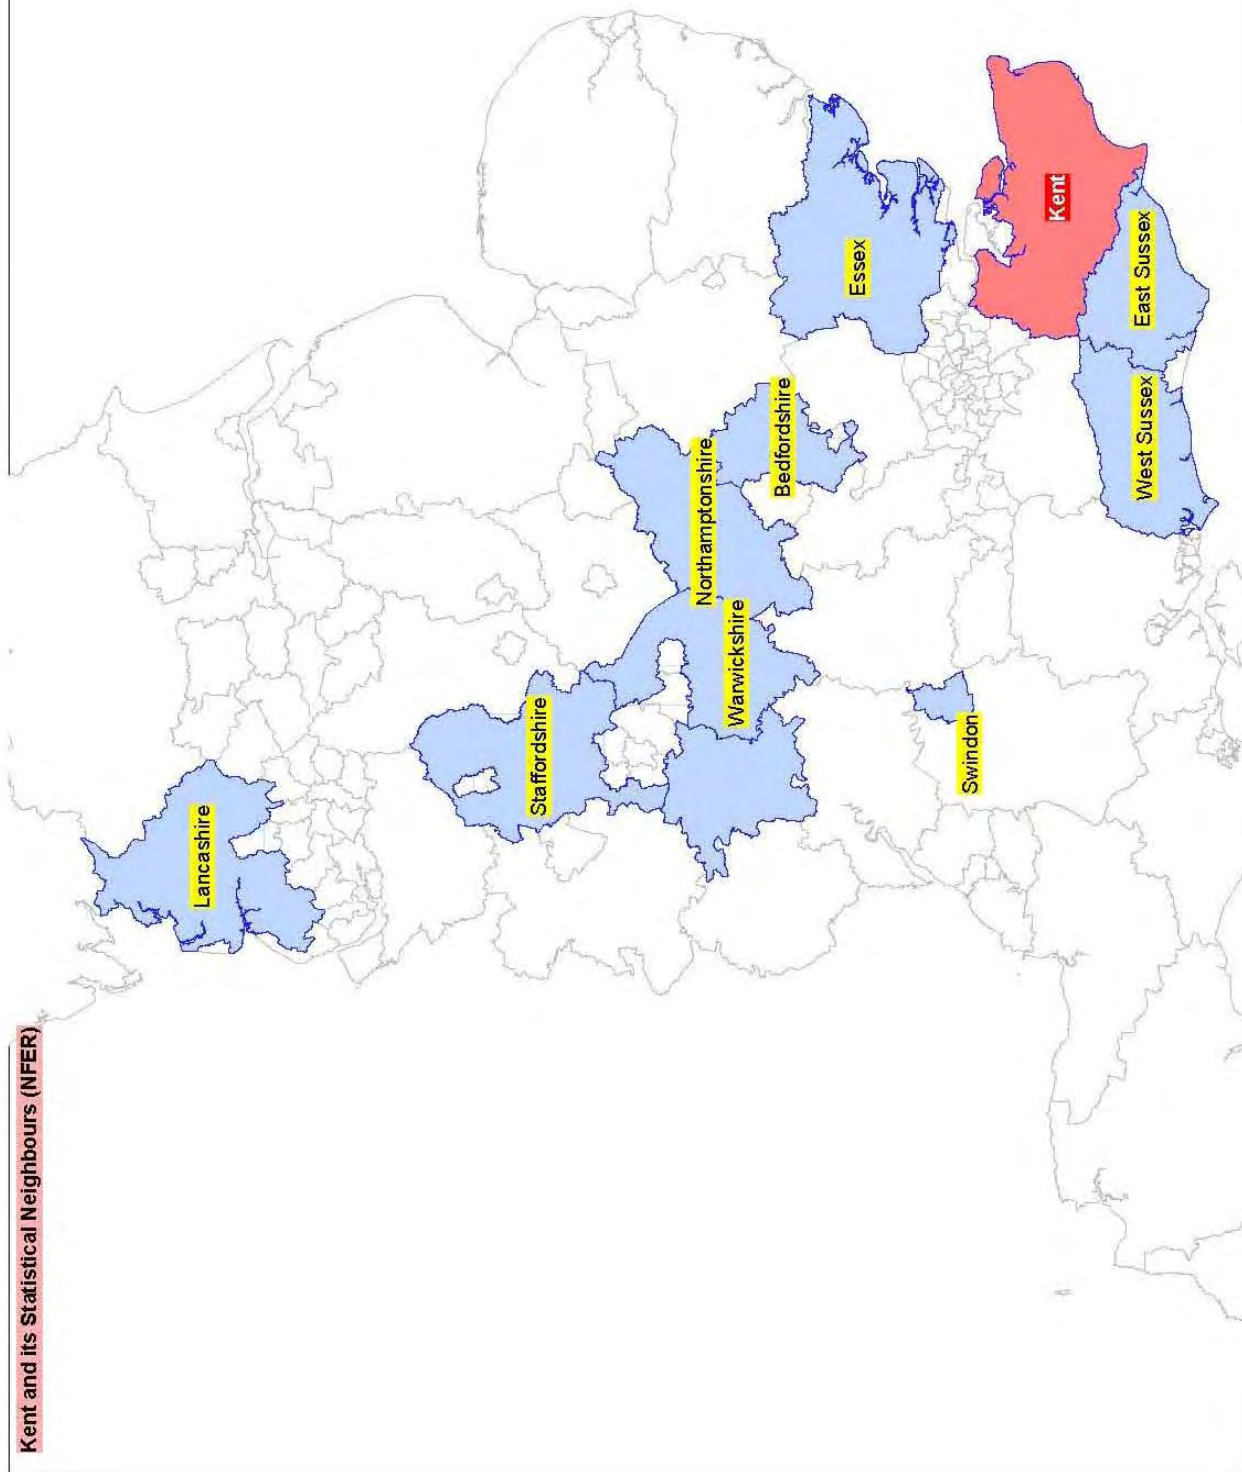 Kent and its Statistical Neighbours (NFER)
Lancashire
Staffordshire
Northamptonshire
Warwickshire
Bedfordshire
Essex
Swindon
Kent
West Sussex
East Sussex